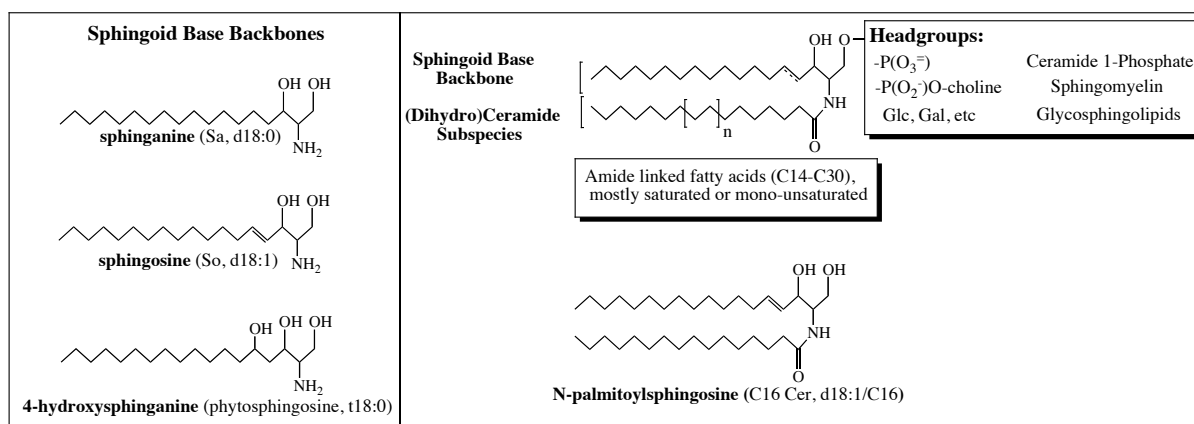 Sphingoid Base Backbones
OH OH
NH2
sphinganine (Sa, d18:0)
OH OH
NH2
sphingosine (So, d18:1)
OH OH OH
NH2
4-hydroxysphinganine (phytosphingosine, t18:0)
Sphingoid Base
Backbone
(Dihydro)Ceramide
Subspecies
OH O
NH
n
O
Headgroups:
-P(O3=) Ceramide 1-Phosphate
-P(O2-)O-choline Sphingomyelin
Glc, Gal, etc Glycosphingolipids
Amide linked fatty acids (C14-C30),
mostly saturated or mono-unsaturated
OH OH
NH
O
N-palmitoylsphingosine (C16 Cer, d18:1/C16)